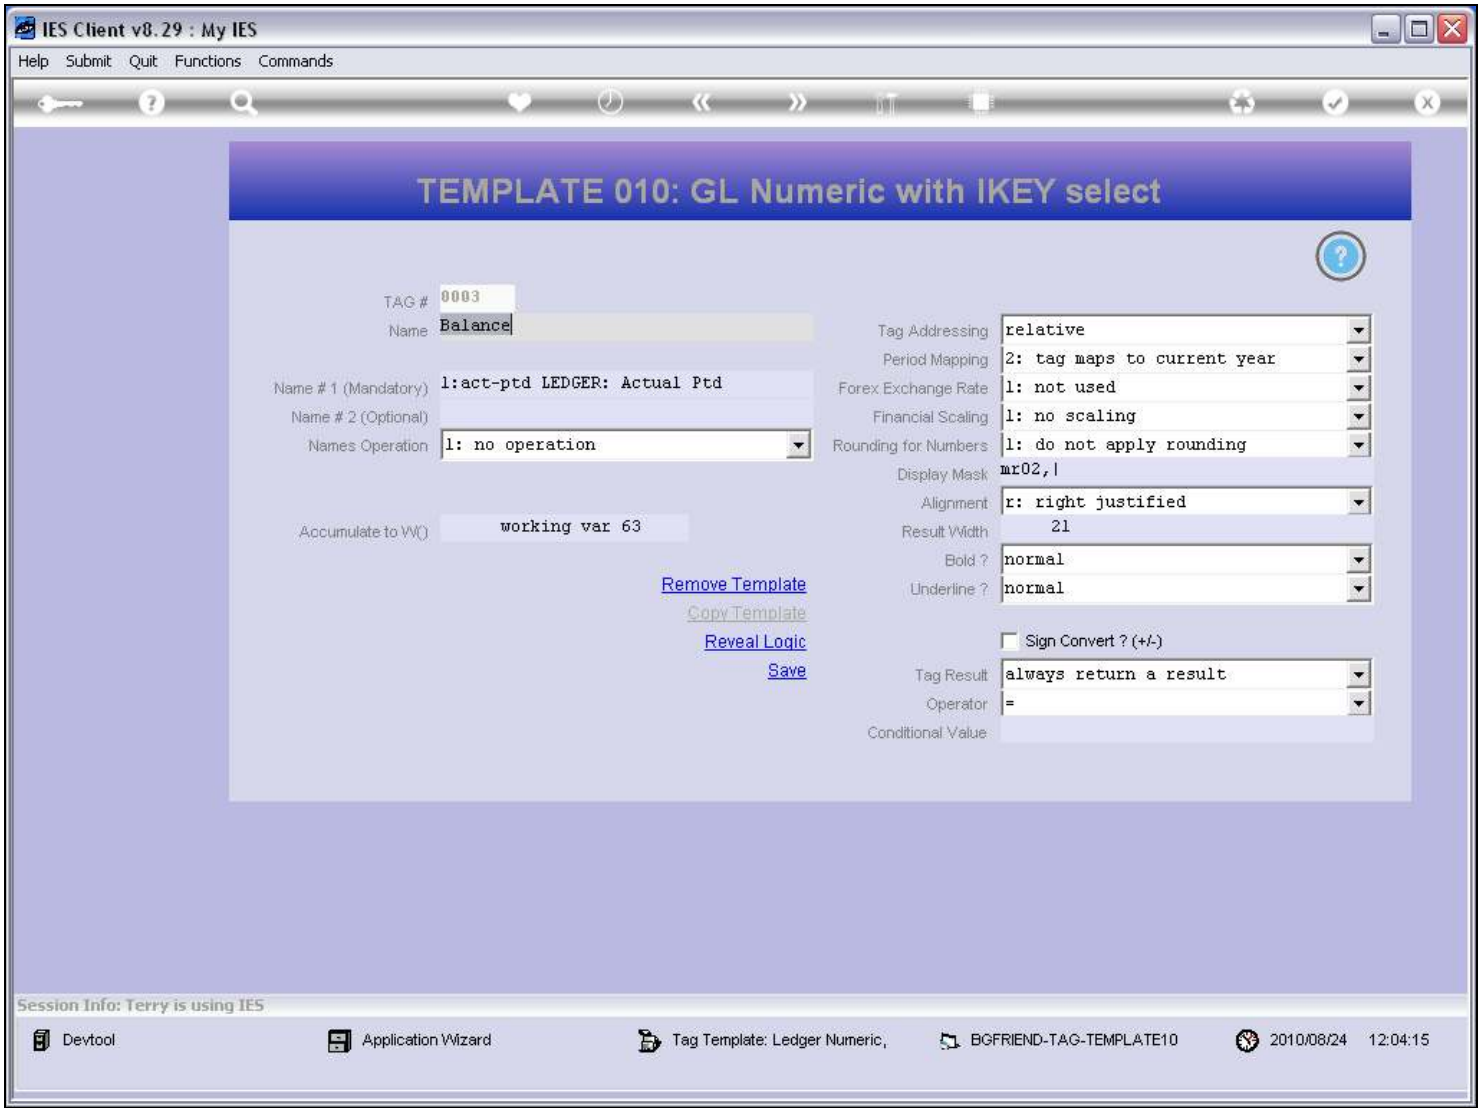 IES Client v8.29 : My IES
Help Submit Quit Functions Commands
TEMPLATE 010: GL Numeric with IKEY select
TAG # 0003
Name Balance
Name # 1 (Mandatory) 1:act-ptd LEDGER: Actual Ptd
Name # 2 (Optional)
Names Operation 1: no operation
Accumulate to W() working var 63
Remove Template
Copy Template
Reveal Logic
Save
Tag Addressing relative
Period Mapping 2: tag maps to current year
Forex Exchange Rate 1: not used
Financial Scaling 1: no scaling
Rounding for Numbers 1: do not apply rounding
Display Mask mr02,|
Alignment r: right justified
Result Width 21
Bold ? normal
Underline ? normal
Sign Convert ? (+/-)
Tag Result always return a result
Operator =
Conditional Value
Session Info: Terry is using IES
Devtool Application Wizard Tag Template: Ledger Numeric, BGFRIEND-TAG-TEMPLATE10 2010/08/24 12:04:15